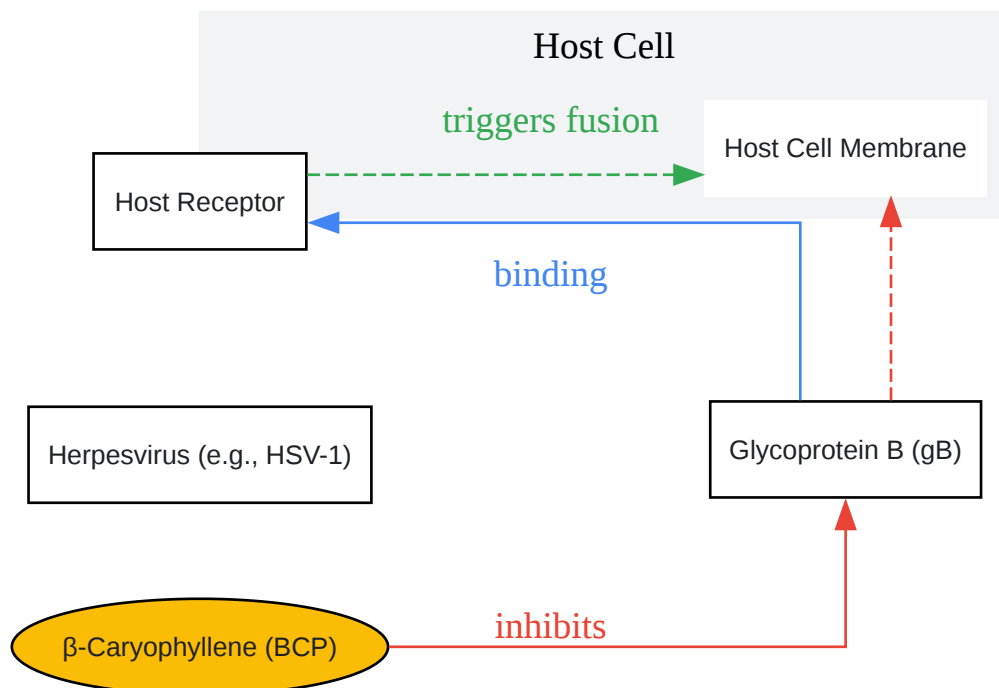 Host Cell
triggers fusion
Host Cell Membrane
Host Receptor
binding
Herpesvirus (e.g., HSV-1)
Glycoprotein B (gB)
inhibits
β-Caryophyllene (BCP)